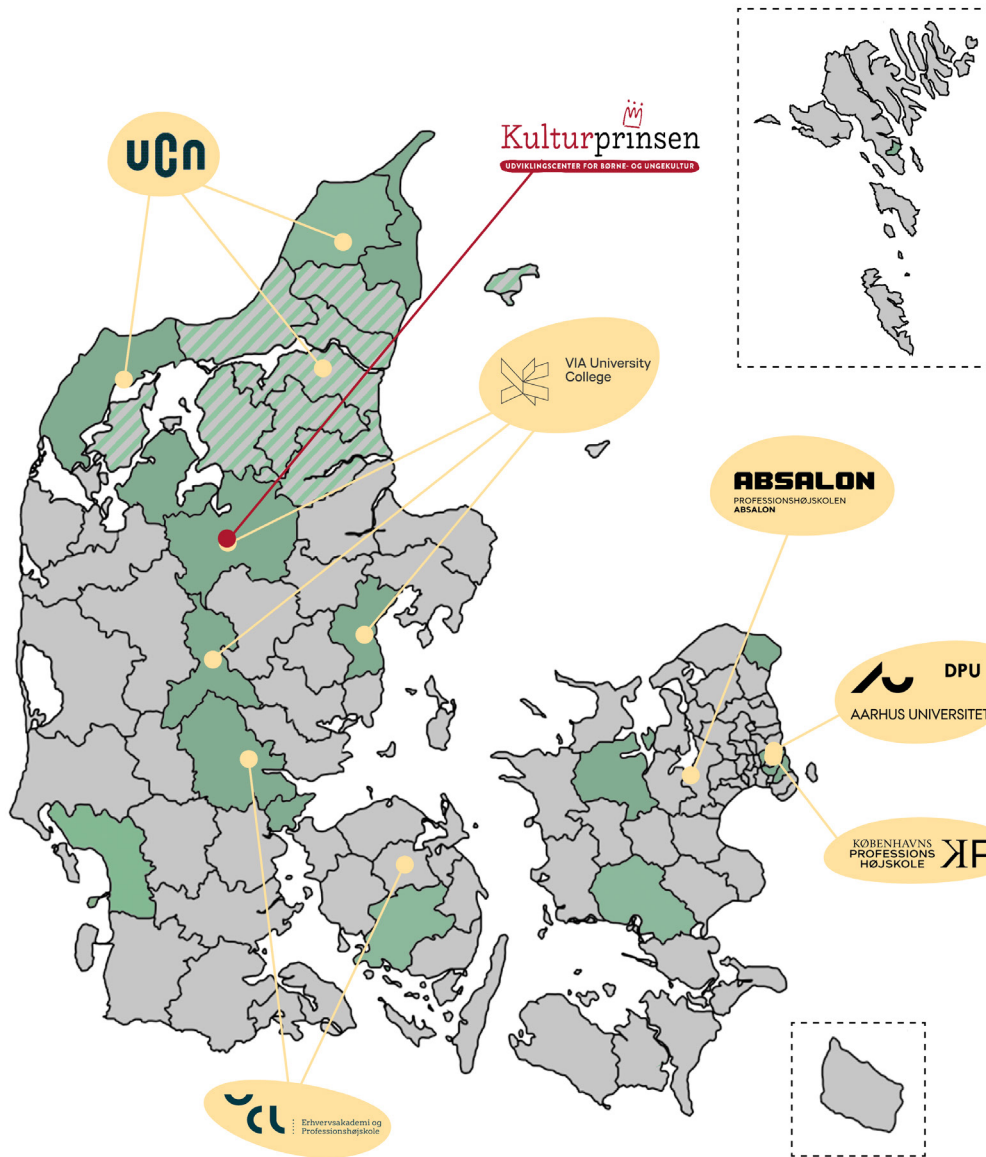 ucn
Kulturprinsen
UDVIKLINGSCENTER FOR BØRNE- OG UNGEKULTUR
VIA University
College
ABSALON
PROFESSIONSHØJSKOLEN
ABSALON
DPU
AARHUS UNIVERSITET
KØBENHAVNS
PROFESSIONS
HØJSKOLE
KP
ucl
Erhvervsakademi og
Professionshøjskole